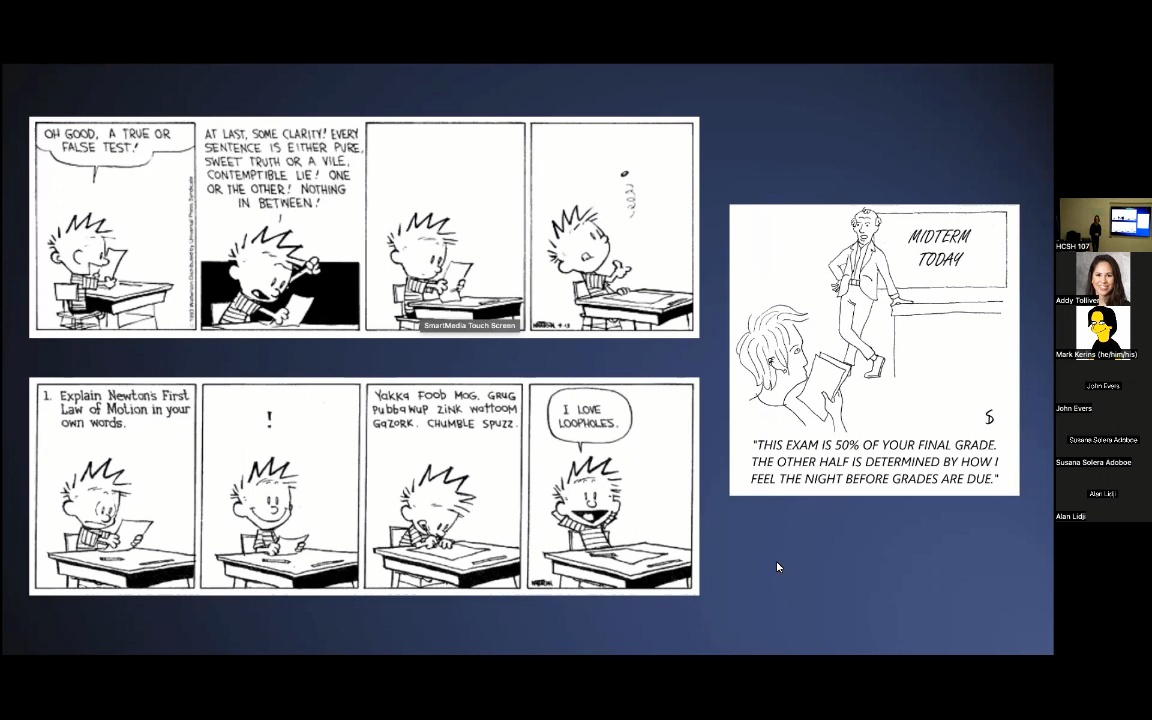 OH GOOD, A TRUE OR
FALSE TEST!
AT LAST, SOME CLARITY! EVERY
SENTENCE IS EITHER PURE,
SWEET TRUTH OR A VILE,
CONTEMPTIBLE LIE! ONE
OR THE OTHER! NOTHING
IN BETWEEN!
SmartMedia Touch Screen
1. Explain Newton's First
Law of Motion in your
own words.
!
Yakka FOOB MOG. GRUG
PubbaWUP ZINK WattOOM
GaZORK. CHUMBLE SPUZZ.
I LOVE
LOOPHOLES.
MIDTERM
TODAY
"THIS EXAM IS 50% OF YOUR FINAL GRADE.
THE OTHER HALF IS DETERMINED BY HOW I
FEEL THE NIGHT BEFORE GRADES ARE DUE."
HCSH 107
Addy Tolliver
Mark Kerins (he/him/his)
John Evers
John Evers
Susana Solera Adoboe
Susana Solera Adoboe
Alan Lidji
Alan Lidji